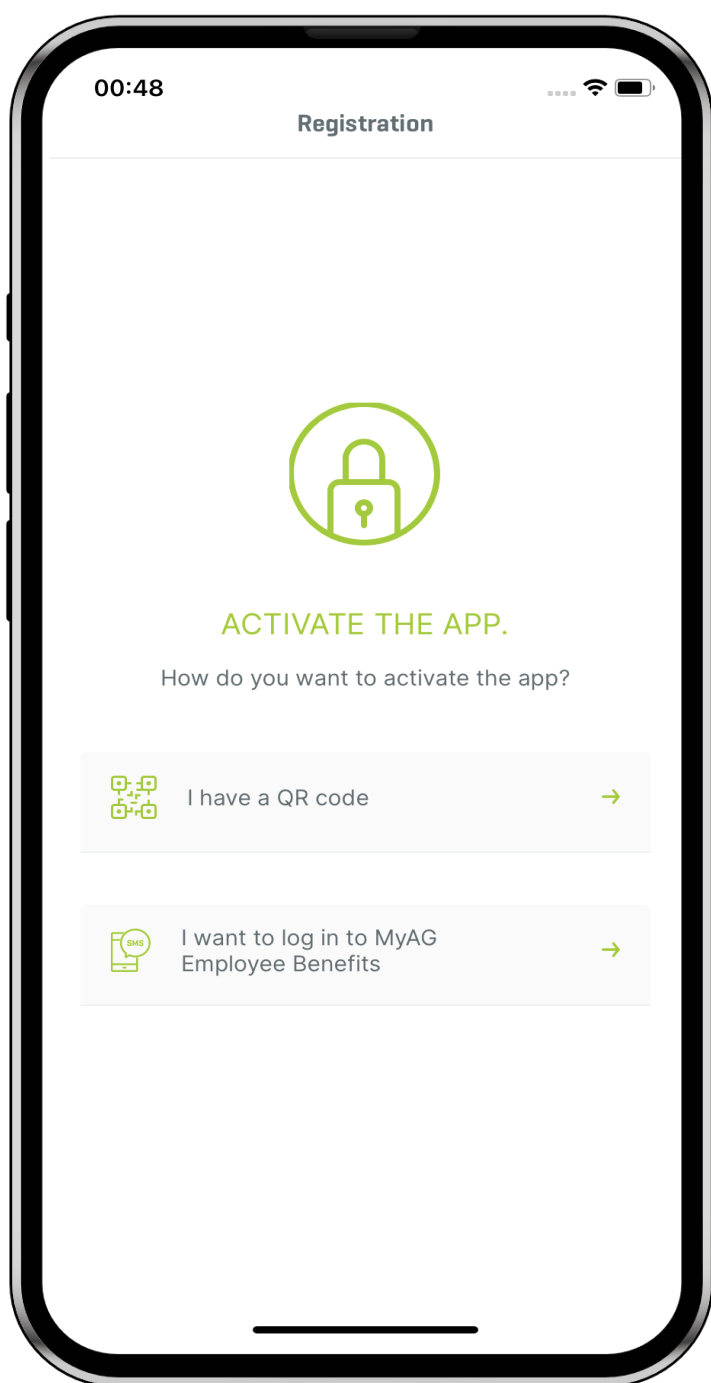 00:48
Registration
ACTIVATE THE APP.
How do you want to activate the app?
I have a QR code
SMS
I want to log in to MyAG
Employee Benefits